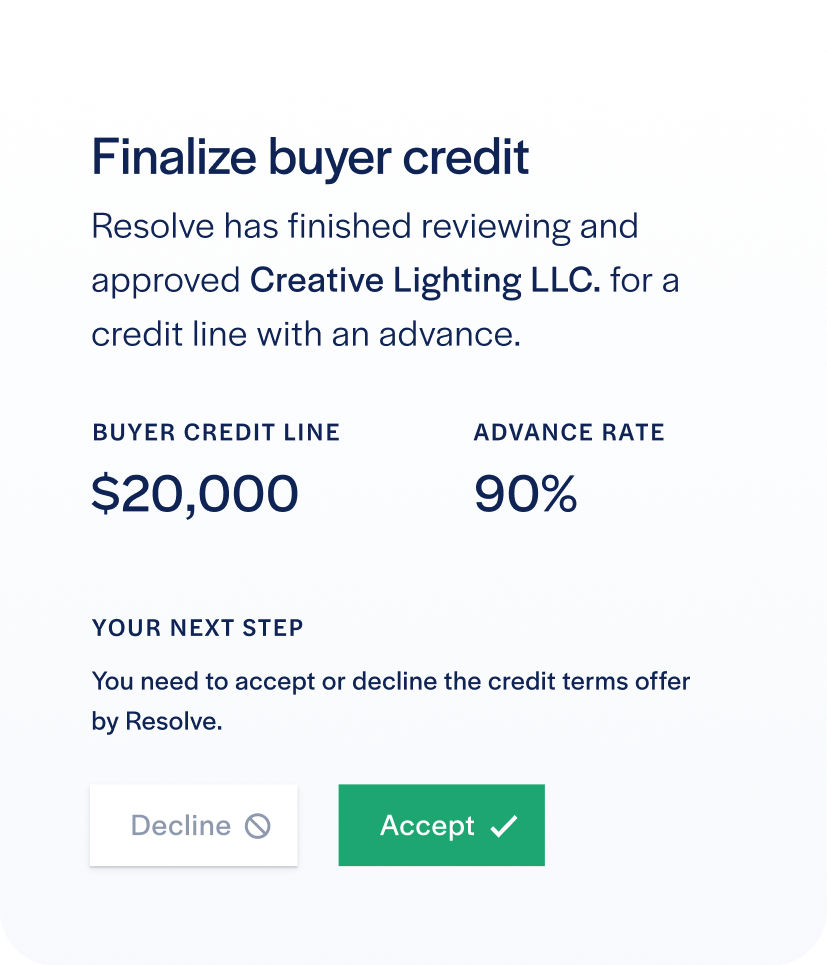 Finalize buyer credit
Resolve has finished reviewing and
approved Creative Lighting LLC. for a
credit line with an advance.
BUYER CREDIT LINE
ADVANCE RATE
$20,000
90%
YOUR NEXT STEP
You need to accept or decline the credit terms offer
by Resolve.
Decline
Accept